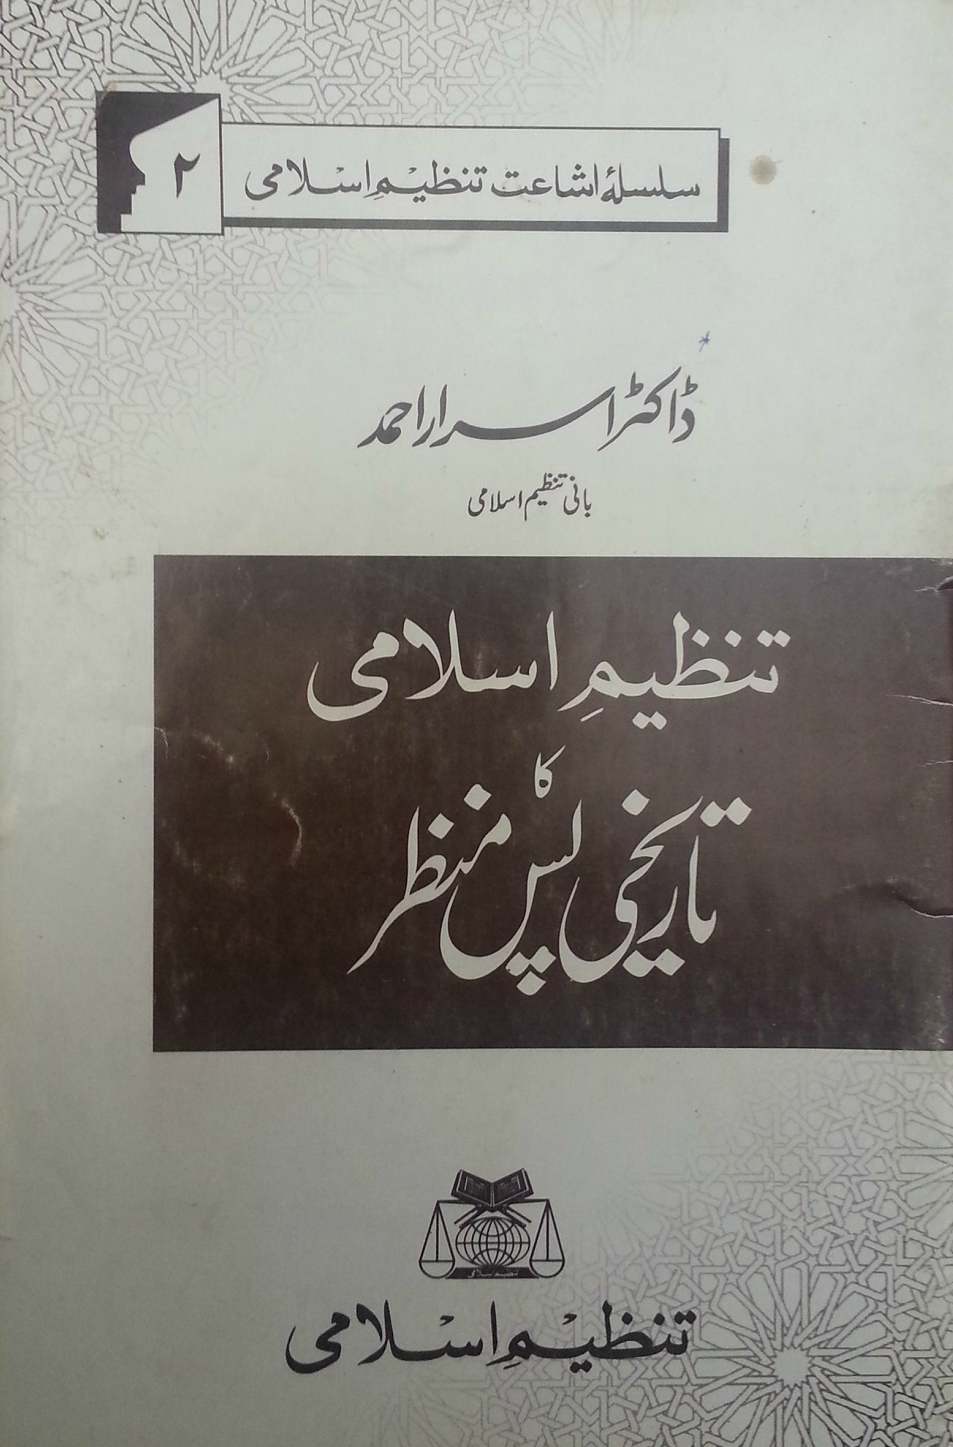 سلسلۂ اشاعت تنظیمِ اسلامی ۲
ڈاکٹر اسرار احمد
بانی تنظیم اسلامی
تنظیمِ اسلامی
کا
تاریخی پس منظر
تنظیمِ اسلامی